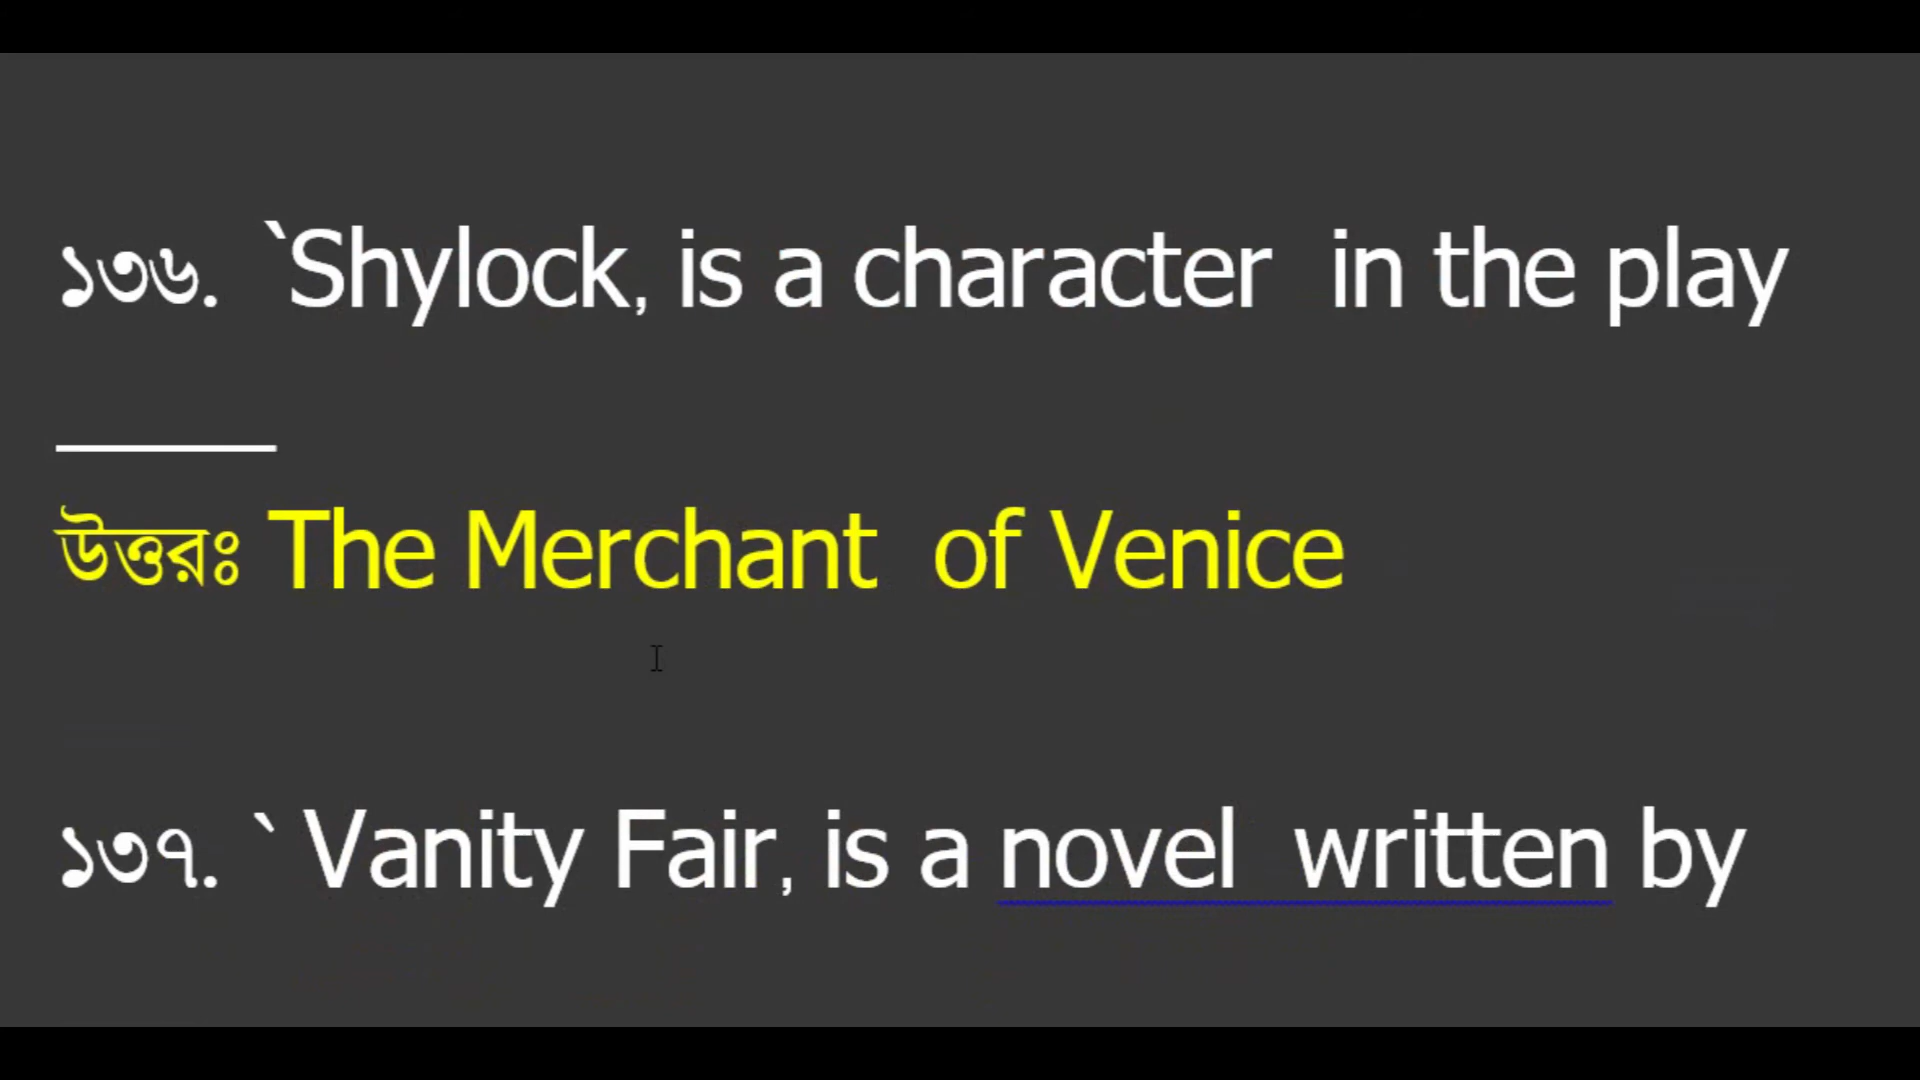 ১৩৬. `Shylock, is a character  in the play
______
উত্তরঃ The Merchant  of Venice
১৩৭. ` Vanity Fair, is a novel  written by